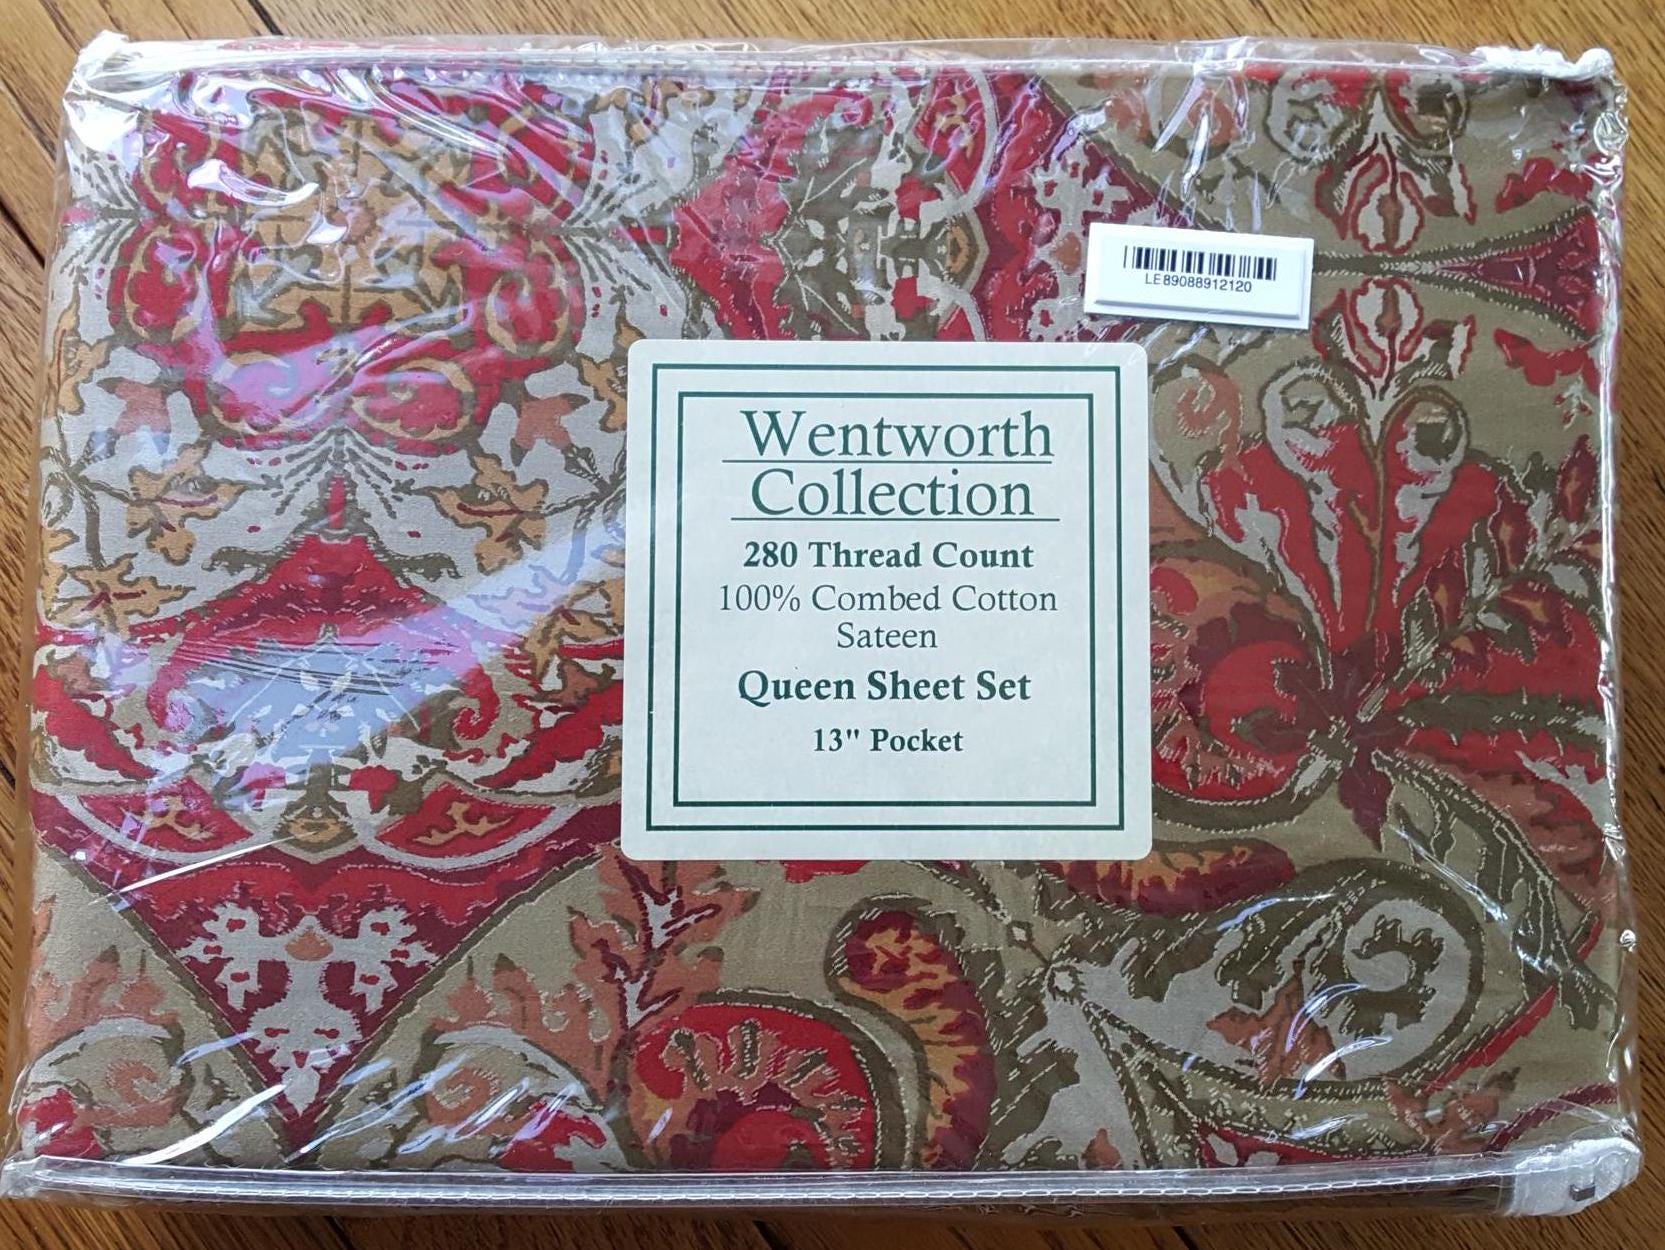 LE89088912120
Wentworth
Collection
280 Thread Count
100% Combed Cotton
Sateen
Queen Sheet Set
13" Pocket